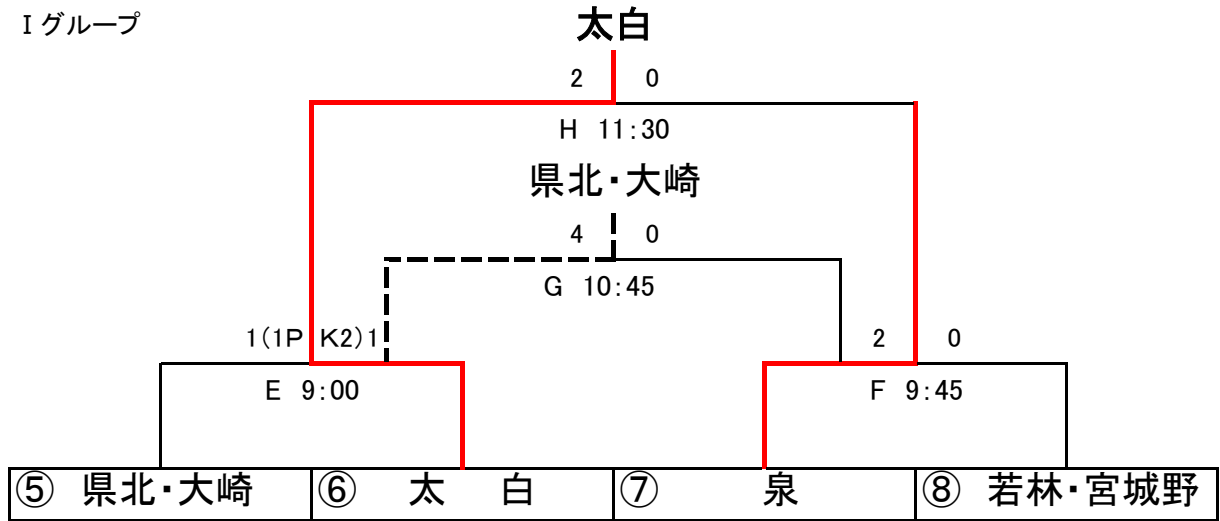 I グループ
太白
2 0
H 11:30
県北・大崎
4 0
G 10:45
1(1P K2)1
2 0
E 9:00
F 9:45
⑤ 県北・大崎
⑥ 太 白
⑦ 泉
⑧ 若林・宮城野